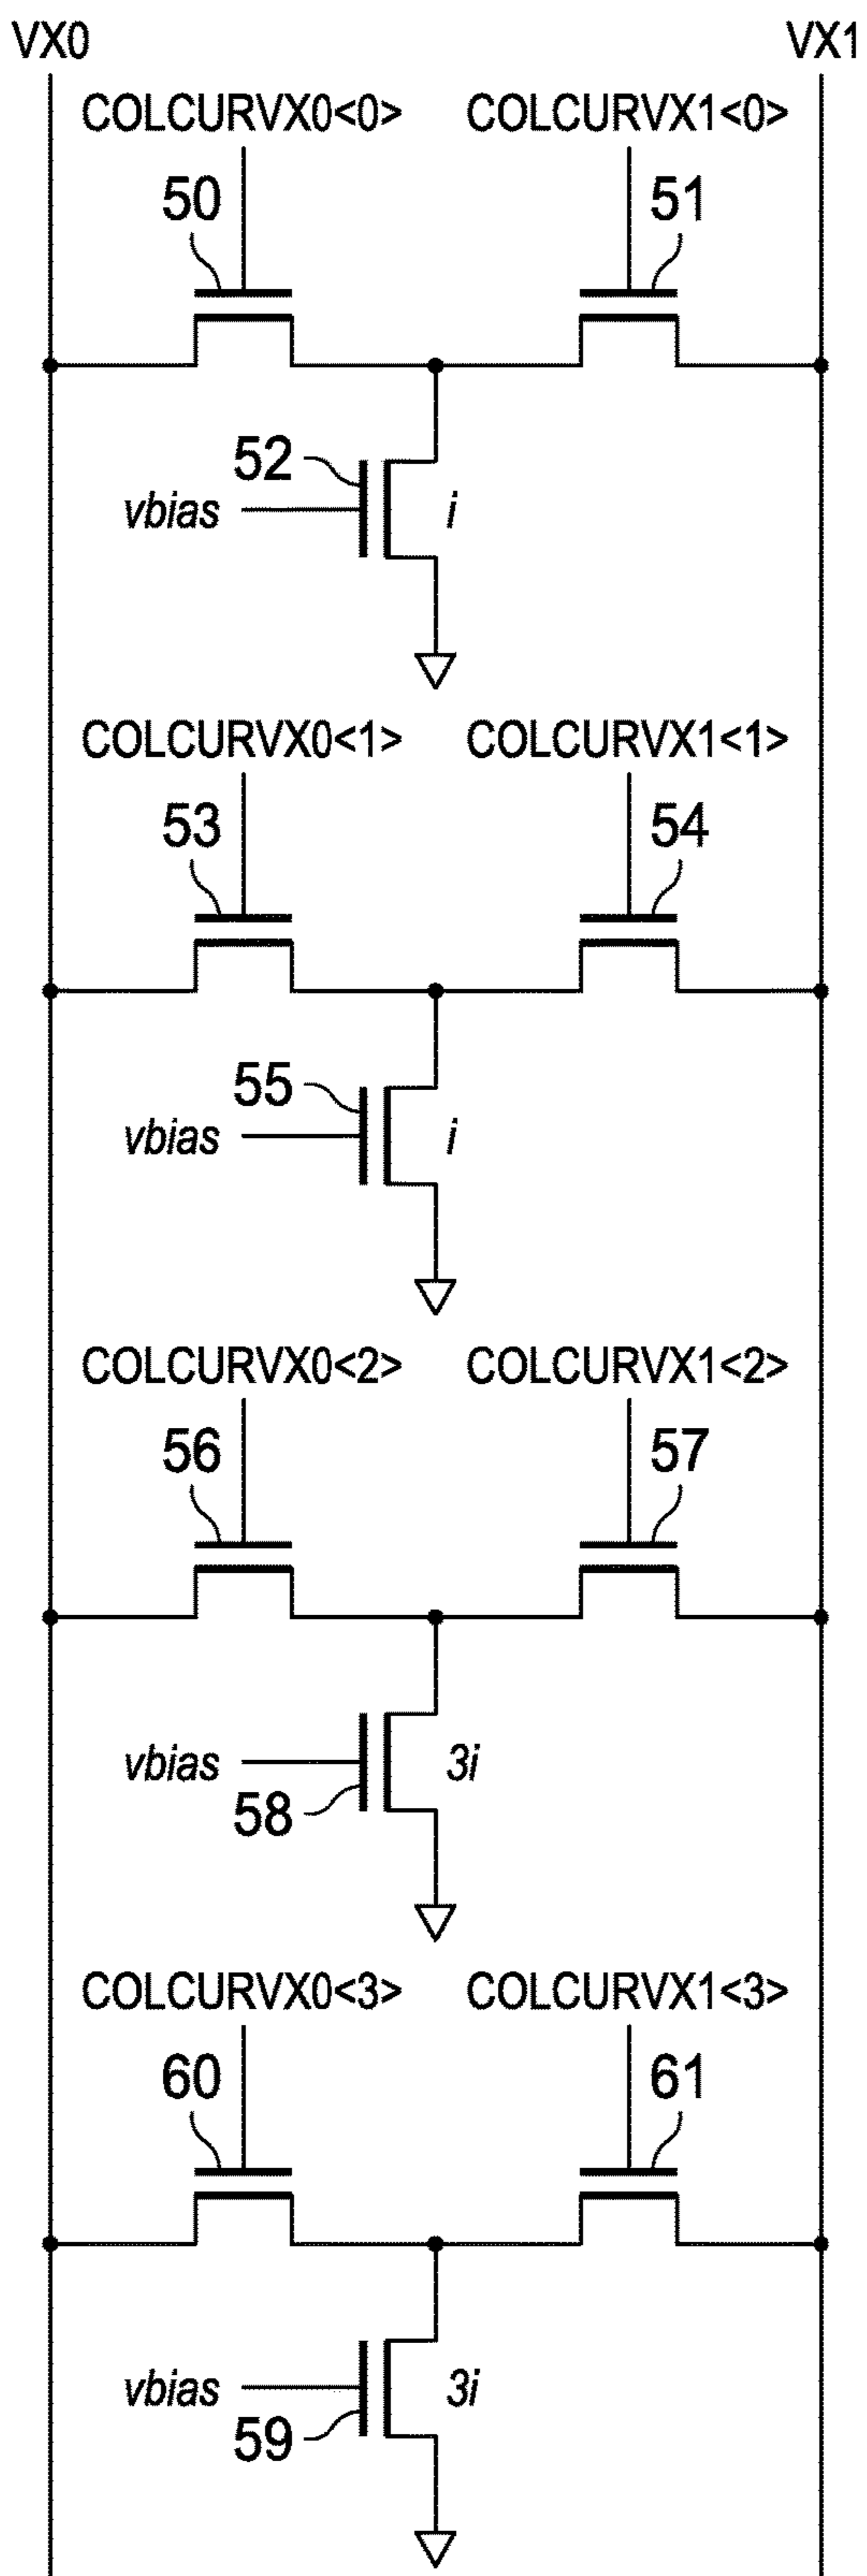 VX0 VX1
COLCURVX0<0> COLCURVX1<0>
50 51
52
vbias i
COLCURVX0<1> COLCURVX1<1>
53 54
55
vbias i
COLCURVX0<2> COLCURVX1<2>
56 57
vbias 3i
58
COLCURVX0<3> COLCURVX1<3>
60 61
vbias 3i
59